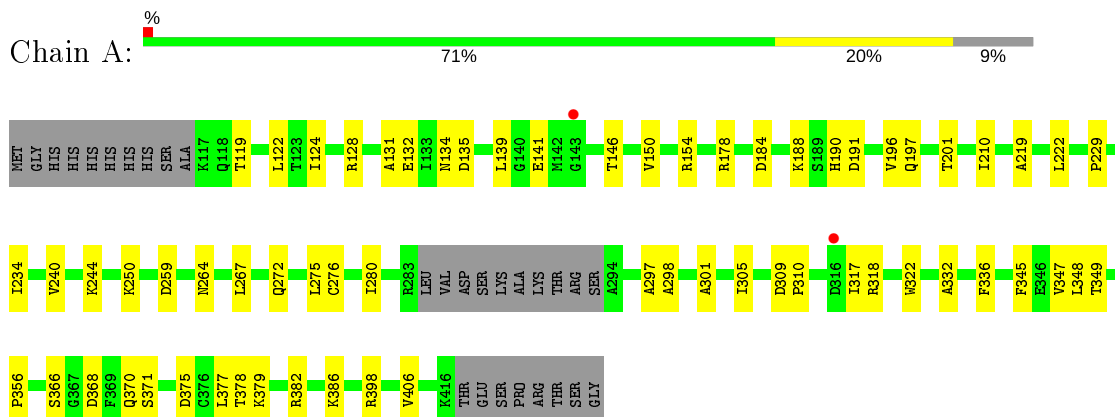 %
Chain A:
71% 20% 9%
MET GLY HIS HIS HIS HIS HIS HIS SER ALA K117 Q118 T119 L122 T123 I124 R128 A131 E132 I133 N134 D135 L139 G140 E141 M142 G143 T146 V150 R154 R178 D184 K188 S189 H190 D191 V196 Q197 T201 I210 A219 L222 P229
I234 V240 K244 K250 D259 N264 L267 Q272 L275 C276 I280 R283 LEU VAL ASP SER LYS ALA LYS THR ARG SER A294 A297 A298 A301 I305 D309 P310 D316 I317 R318 W322 A332 F336 F345 E346 V347 L348 T349
P356 S366 G367 D368 F369 Q370 S371 D375 C376 L377 T378 K379 R382 K386 R398 V406 K416 THR GLU SER PRO ARG THR SER GLY